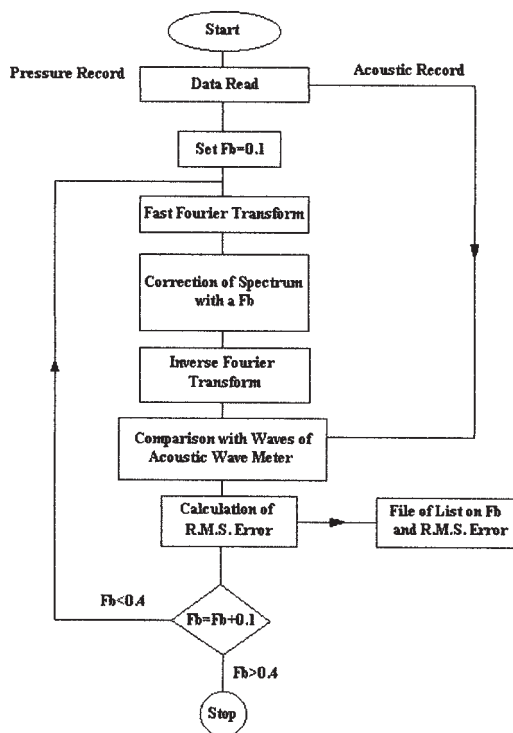 Start
Pressure Record
Acoustic Record
Data Read
Set Fb=0.1
Fast Fourier Transform
Correction of Spectrum
with a Fb
Inverse Fourier
Transform
Comparison with Waves of
Acoustic Wave Meter
Calculation of
R.M.S. Error
File of List on Fb
and R.M.S. Error
Fb<0.4
Fb=Fb+0.1
Fb>0.4
Stop